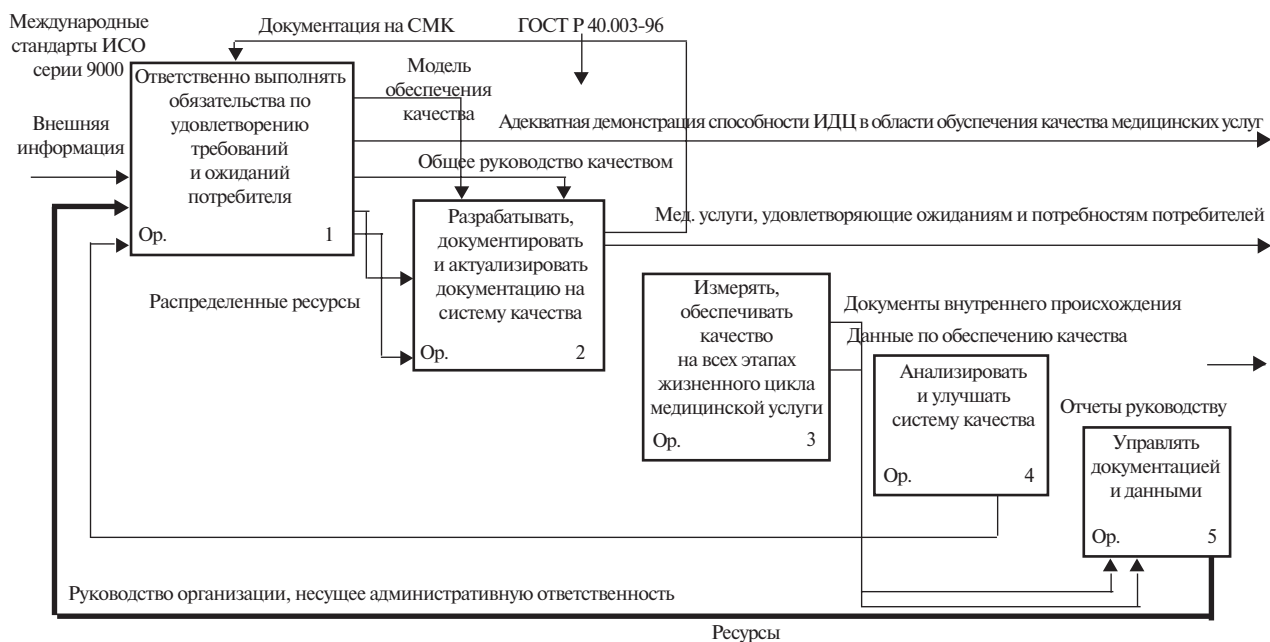 Международные
стандарты ИСО
серии 9000
Документация на СМК
ГОСТ Р 40.003-96
Ответственно выполнять
обязательства по
удовлетворению
требований
и ожиданий
потребителя
Ор.
1
Модель
обеспечения
качества
Внешняя
информация
Адекватная демонстрация способности ИДЦ в области обуспечения качества медицинских услуг
Общее руководство качеством
Разрабатывать,
документировать
и актуализировать
документацию на
систему качества
Ор.
2
Мед. услуги, удовлетворяющие ожиданиям и потребностям потребителей
Распределенные ресурсы
Измерять,
обеспечивать
качество
на всех этапах
жизненного цикла
медицинской услуги
Ор.
3
Документы внутреннего происхождения
Данные по обеспечению качества
Анализировать
и улучшать
систему качества
Ор.
4
Отчеты руководству
Управлять
документацией
и данными
Ор.
5
Руководство организации, несущее административную ответственность
Ресурсы